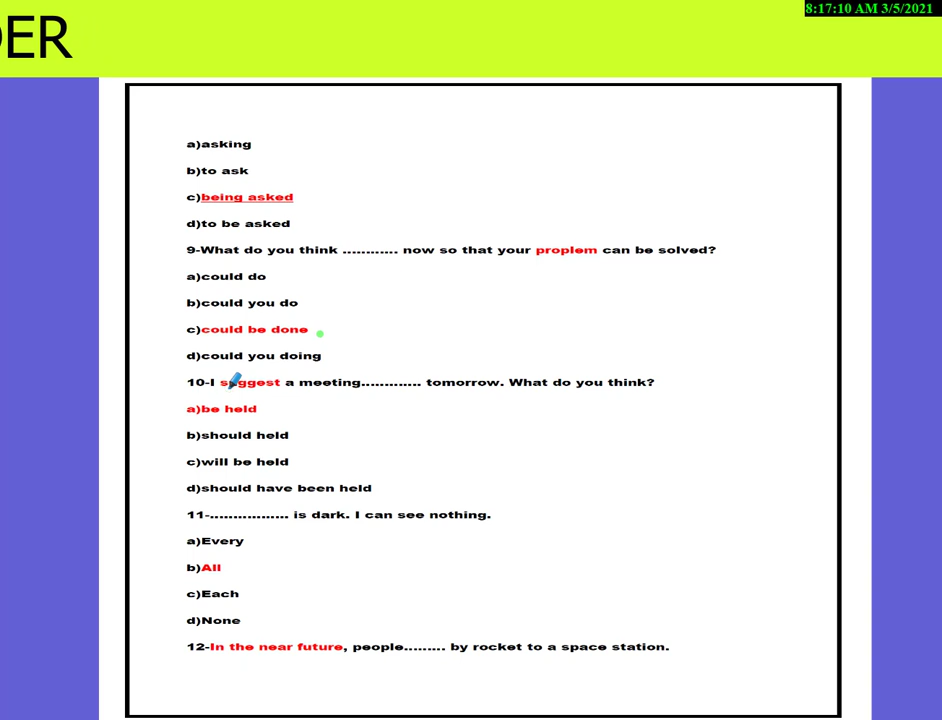 8:17:10 AM 3/5/2021
DER
a)asking
b)to ask
c)being asked
d)to be asked
9-What do you think ............ now so that your proplem can be solved?
a)could do
b)could you do
c)could be done
d)could you doing
10-I suggest a meeting............. tomorrow. What do you think?
a)be held
b)should held
c)will be held
d)should have been held
11-................. is dark. I can see nothing.
a)Every
b)All
c)Each
d)None
12-In the near future, people......... by rocket to a space station.